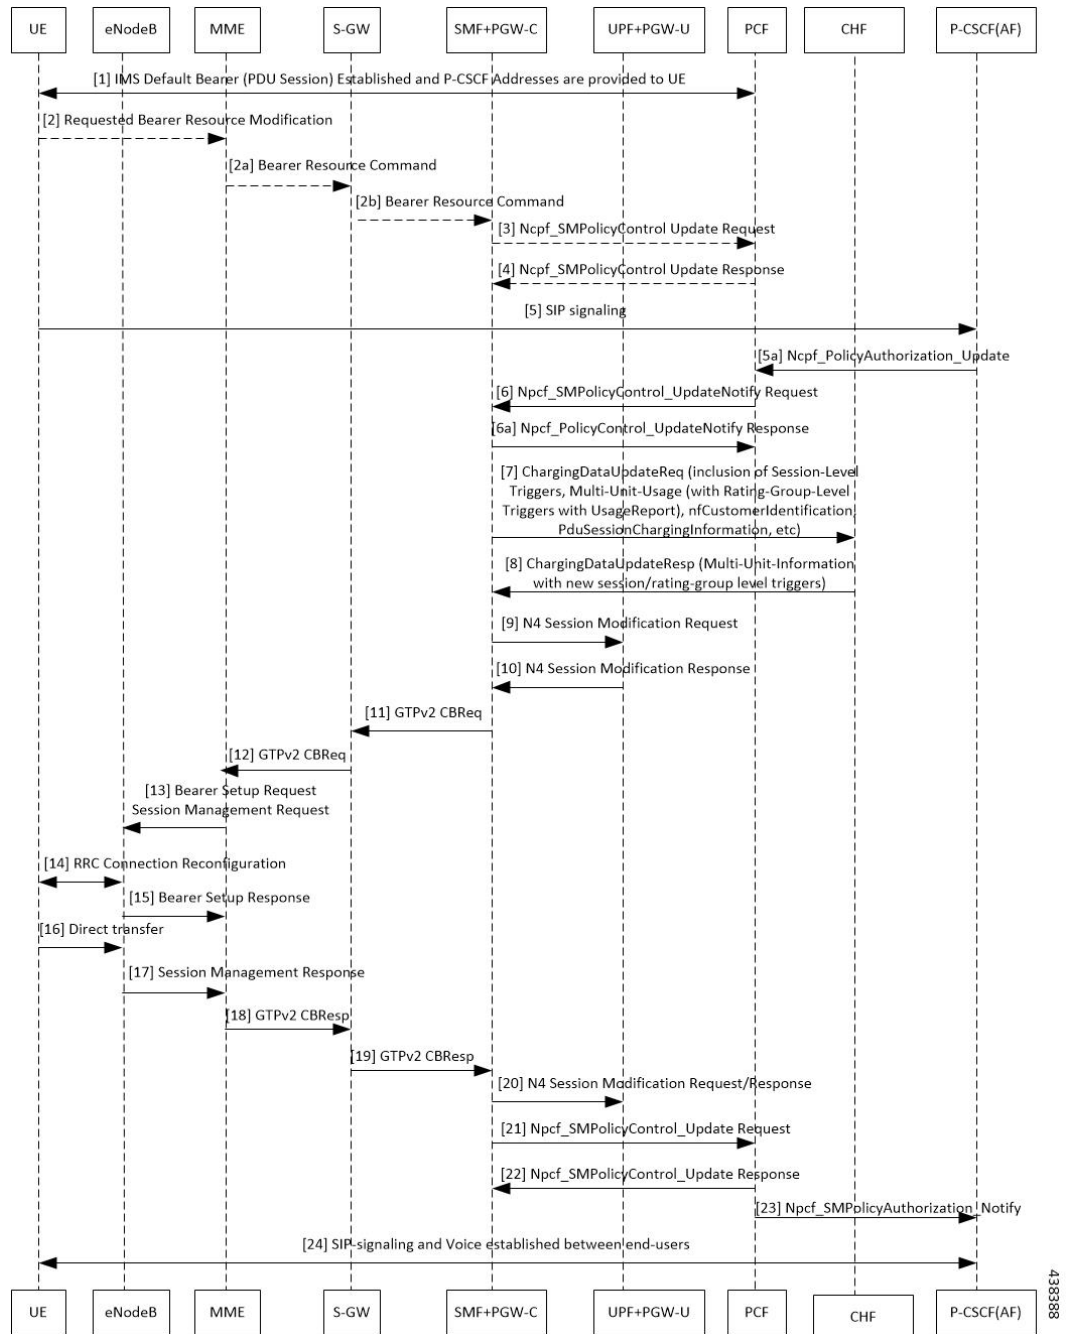 UE eNodeB MME S-GW SMF+PGW-C UPF+PGW-U PCF CHF P-CSCF(AF)
[1] IMS Default Bearer (PDU Session) Established and P-CSCF Addresses are provided to UE
[2] Requested Bearer Resource Modification
[2a] Bearer Resource Command
[2b] Bearer Resource Command
[3] Ncpf_SMPolicyControl Update Request
[4] Ncpf_SMPolicyControl Update Response
[5] SIP signaling
[5a] Ncpf_PolicyAuthorization_Update
[6] Npcf_SMPolicyControl_UpdateNotify Request
[6a] Npcf_PolicyControl_UpdateNotify Response
[7] ChargingDataUpdateReq (inclusion of Session-Level
Triggers, Multi-Unit-Usage (with Rating-Group-Level
Triggers with UsageReport), nfCustomerIdentification,
PduSessionChargingInformation, etc)
[8] ChargingDataUpdateResp (Multi-Unit-Information
with new session/rating-group level triggers)
[9] N4 Session Modification Request
[10] N4 Session Modification Response
[11] GTPv2 CBReq
[12] GTPv2 CBReq
[13] Bearer Setup Request
Session Management Request
[14] RRC Connection Reconfiguration
[15] Bearer Setup Response
[16] Direct transfer
[17] Session Management Response
[18] GTPv2 CBResp
[19] GTPv2 CBResp
[20] N4 Session Modification Request/Response
[21] Npcf_SMPolicyControl_Update Request
[22] Npcf_SMPolicyControl_Update Response
[23] Npcf_SMPolicyAuthorization_Notify
[24] SIP-signaling and Voice established between end-users
UE eNodeB MME S-GW SMF+PGW-C UPF+PGW-U PCF CHF P-CSCF(AF)
438388